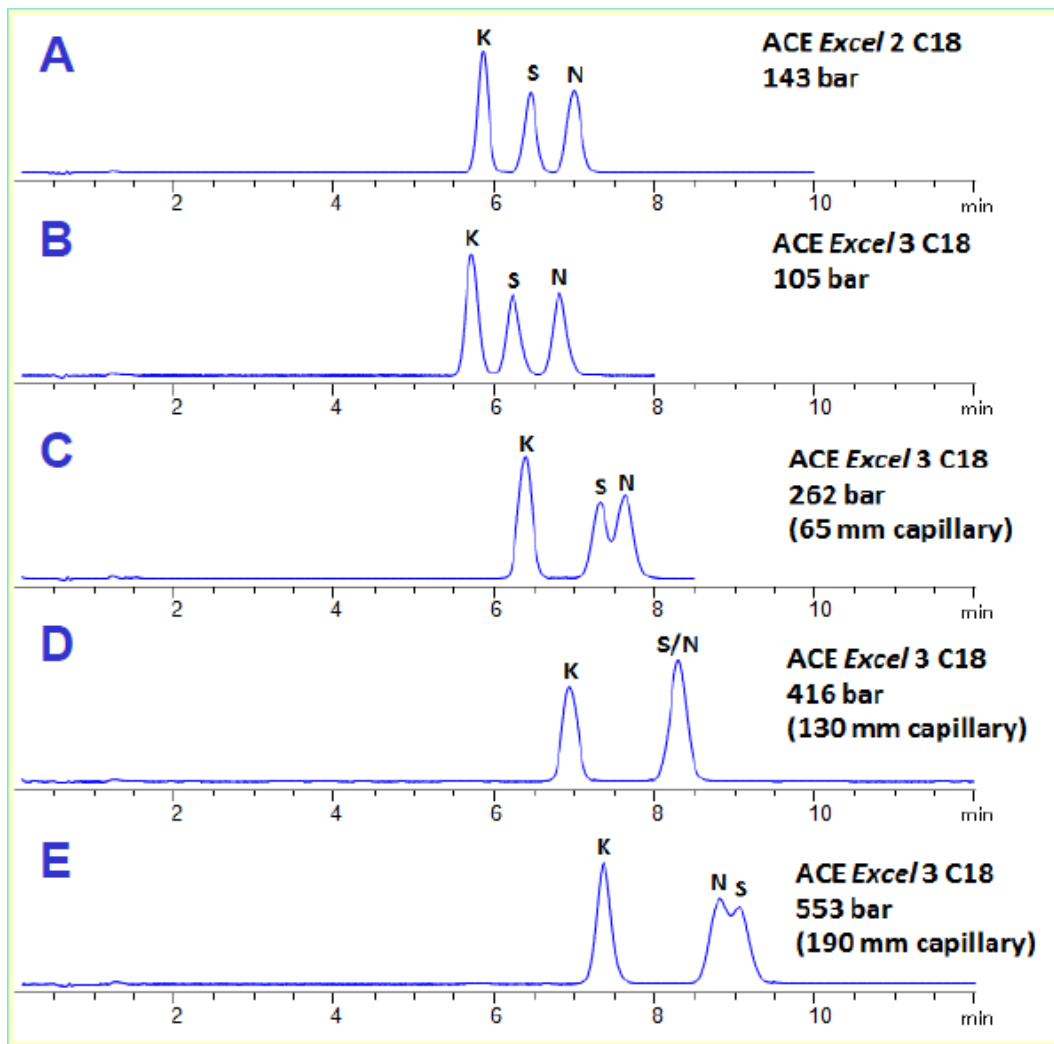 A
K
S
N
ACE Excel 2 C18
143 bar
2 4 6 8 10 min
B
K
S
N
ACE Excel 3 C18
105 bar
2 4 6 8 10 min
C
K
S
N
ACE Excel 3 C18
262 bar
(65 mm capillary)
2 4 6 8 10 min
D
K
S/N
ACE Excel 3 C18
416 bar
(130 mm capillary)
2 4 6 8 10 min
E
K
N
S
ACE Excel 3 C18
553 bar
(190 mm capillary)
2 4 6 8 10 min